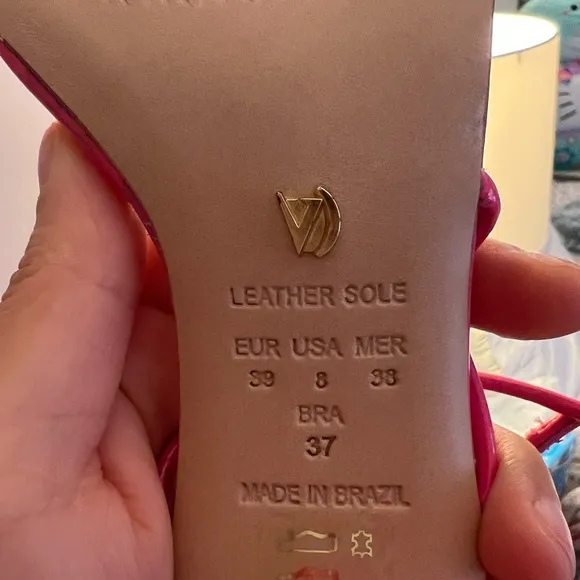 LEATHER SOLE
EUR USA MER
39 8 38
BRA
37
MADE IN BRAZIL